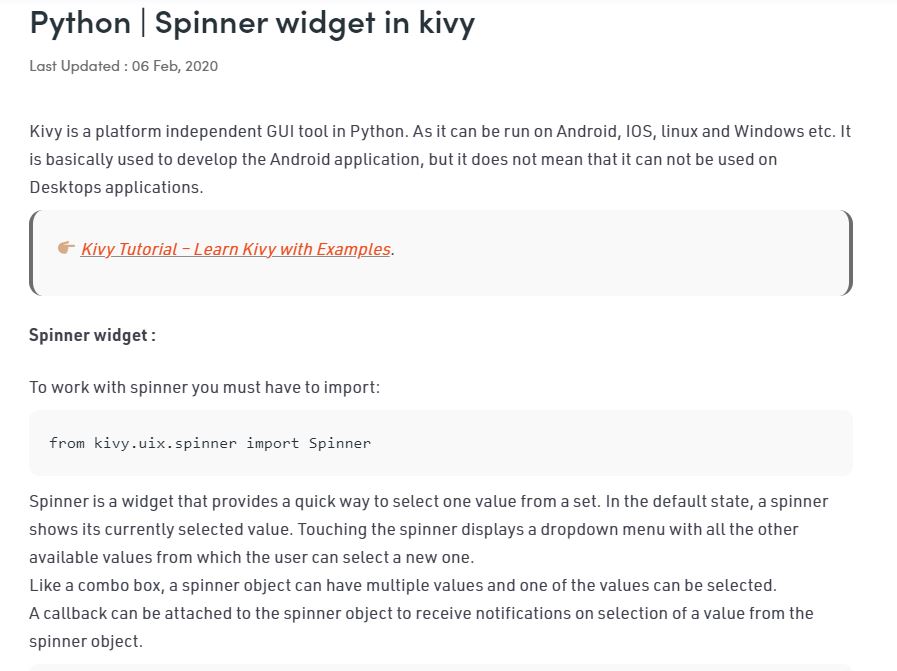 Python | Spinner widget in kivy
Last Updated : 06 Feb, 2020
Kivy is a platform independent GUI tool in Python. As it can be run on Android, IOS, linux and Windows etc. It
is basically used to develop the Android application, but it does not mean that it can not be used on
Desktops applications.
Kivy Tutorial – Learn Kivy with Examples.
Spinner widget :
To work with spinner you must have to import:
from kivy.uix.spinner import Spinner
Spinner is a widget that provides a quick way to select one value from a set. In the default state, a spinner
shows its currently selected value. Touching the spinner displays a dropdown menu with all the other
available values from which the user can select a new one.
Like a combo box, a spinner object can have multiple values and one of the values can be selected.
A callback can be attached to the spinner object to receive notifications on selection of a value from the
spinner object.